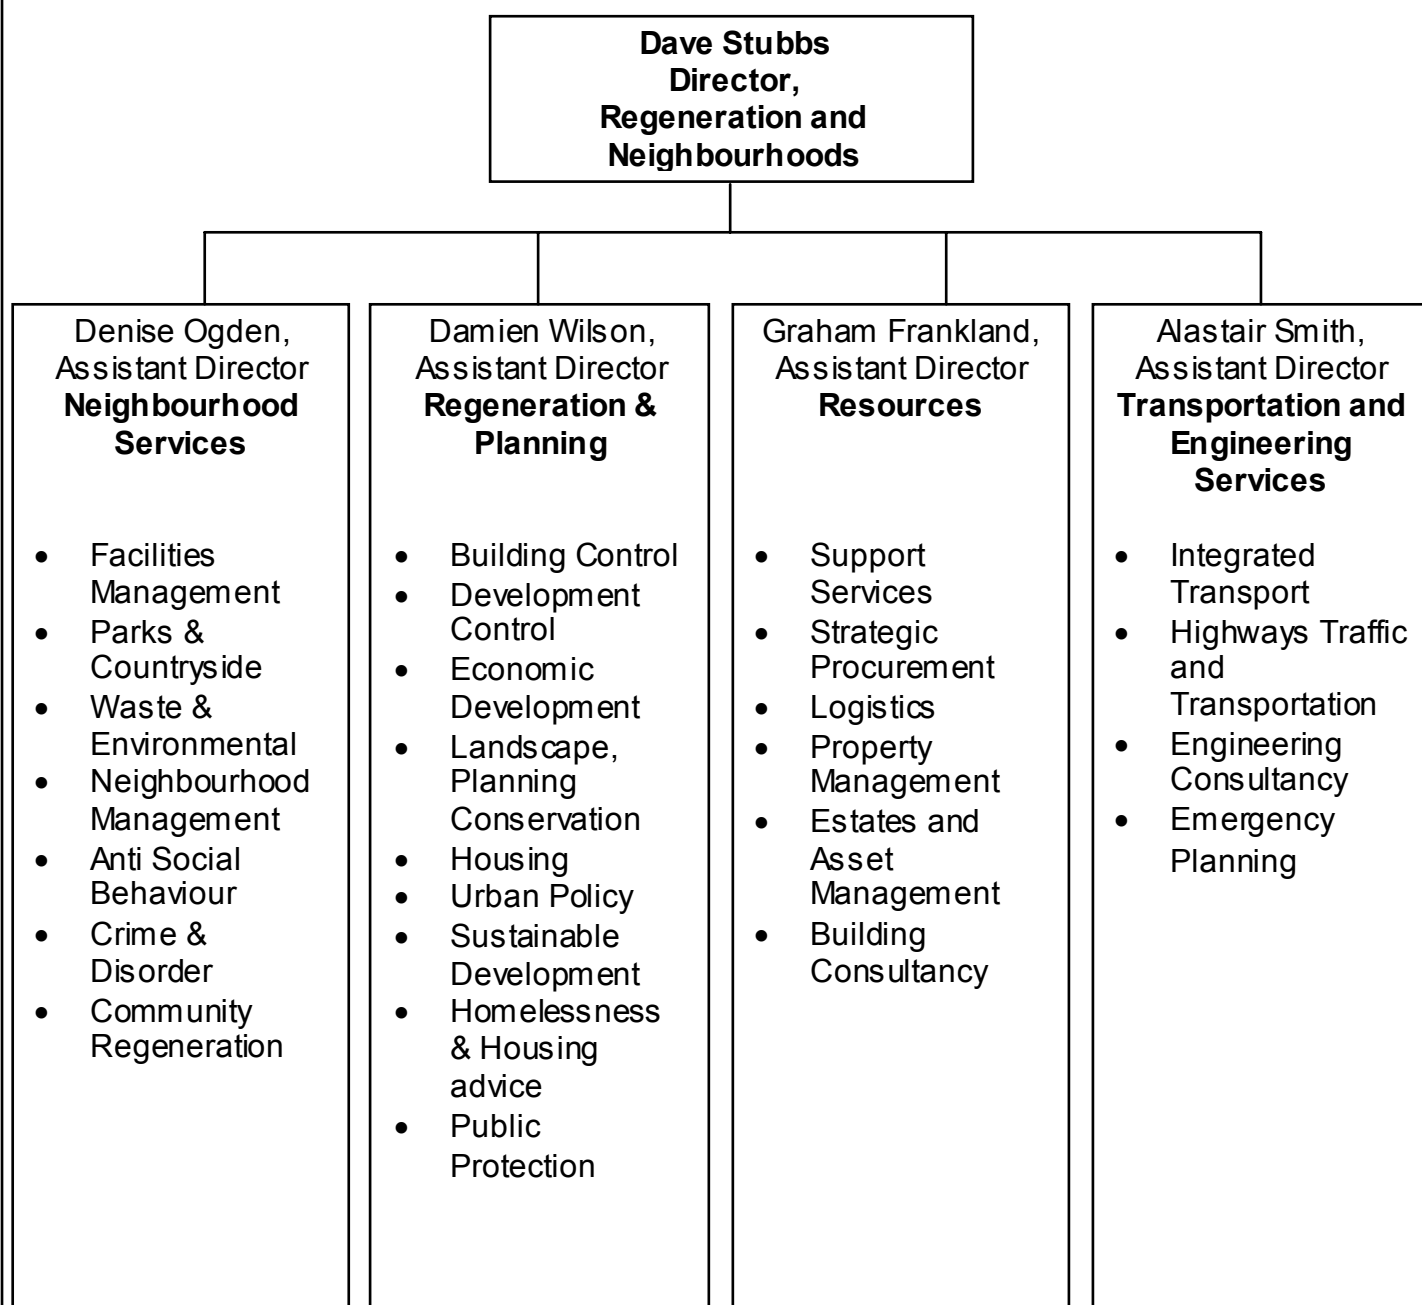 Dave Stubbs
Director,
Regeneration and
Neighbourhoods
Denise Ogden,
Assistant Director
Neighbourhood
Services
• Facilities
Management
• Parks &
Countryside
• Waste &
Environmental
• Neighbourhood
Management
• Anti Social
Behaviour
• Crime &
Disorder
• Community
Regeneration
Damien Wilson,
Assistant Director
Regeneration &
Planning
• Building Control
• Development
Control
• Economic
Development
• Landscape,
Planning
Conservation
• Housing
• Urban Policy
• Sustainable
Development
• Homelessness
& Housing
advice
• Public
Protection
Graham Frankland,
Assistant Director
Resources
• Support
Services
• Strategic
Procurement
• Logistics
• Property
Management
• Estates and
Asset
Management
• Building
Consultancy
Alastair Smith,
Assistant Director
Transportation and
Engineering
Services
• Integrated
Transport
• Highways Traffic
and
Transportation
• Engineering
Consultancy
• Emergency
Planning